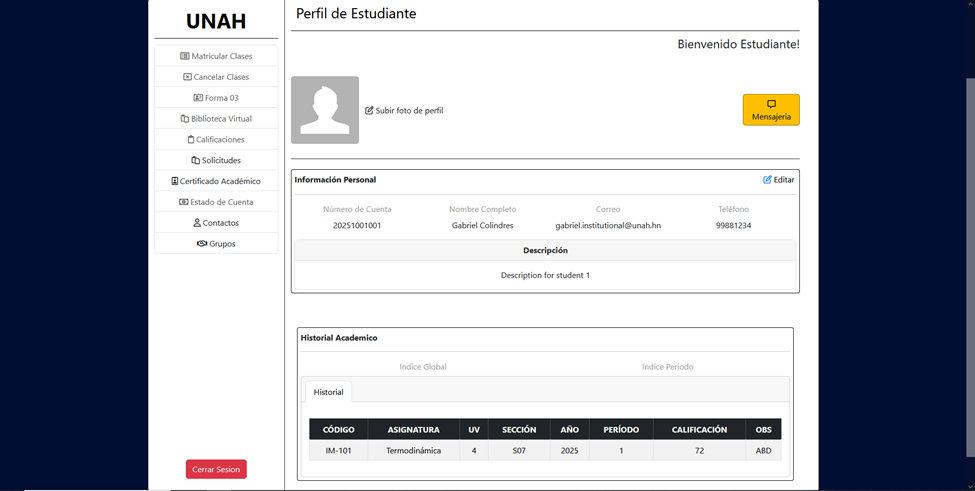 UNAH
Matricular Clases
Cancelar Clases
Forma 03
Biblioteca Virtual
Calificaciones
Solicitudes
Certificado Académico
Estado de Cuenta
Contactos
Grupos
Cerrar Sesion
Perfil de Estudiante
Bienvenido Estudiante!
Subir foto de perfil
Mensajeria
Información Personal Editar
Número de Cuenta Nombre Completo Correo Teléfono
20251001001 Gabriel Colindres gabriel.institutional@unah.hn 99881234
Descripción
Description for student 1
Historial Academico
Indice Global Indice Periodo
Historial
CÓDIGO ASIGNATURA UV SECCIÓN AÑO PERÍODO CALIFICACIÓN OBS
IM-101 Termodinámica 4 S07 2025 1 72 ABD